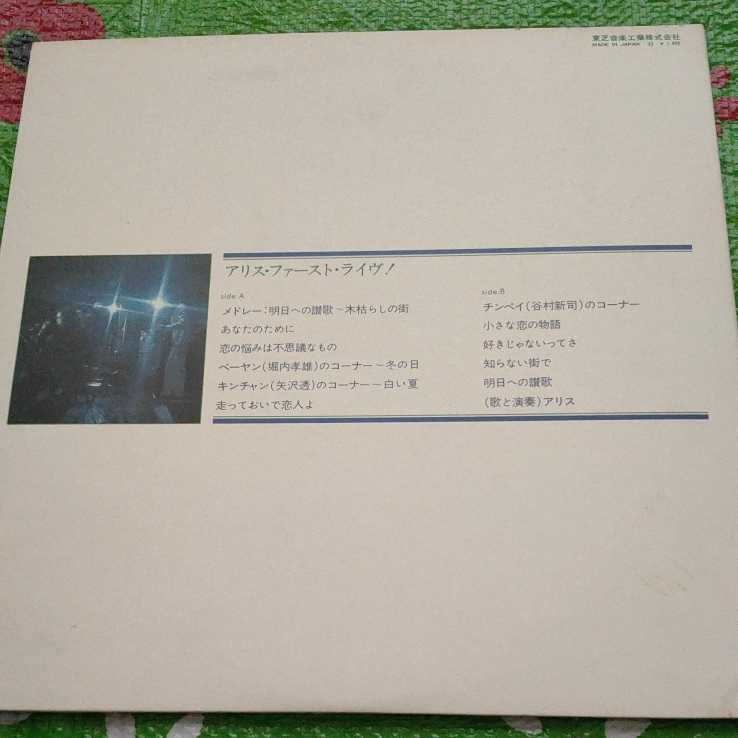 東芝音楽工業株式会社
MADE IN JAPAN
アリス・ファースト・ライヴ!
side:A
メドレー:明日への讃歌~木枯らしの街
あなたのために
恋の悩みは不思議なもの
ベーヤン(堀内孝雄)のコーナー~冬の日
キンチャン(矢沢透)のコーナー~白い夏
走っておいで恋人よ
side:B
チンペイ(谷村新司)のコーナー
小さな恋の物語
好きじゃないってさ
知らない街で
明日への讃歌
(歌と演奏)アリス